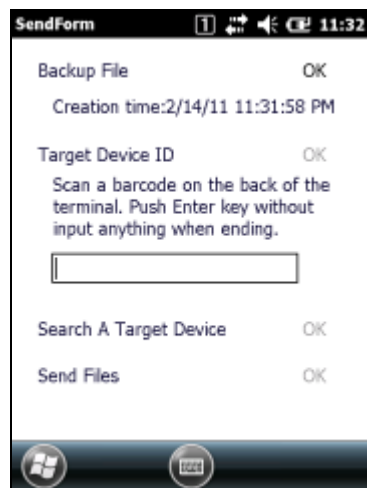 SendForm 1 11:32
Backup File OK
Creation time:2/14/11 11:31:58 PM
Target Device ID OK
Scan a barcode on the back of the
terminal. Push Enter key without
input anything when ending.
Search A Target Device OK
Send Files OK